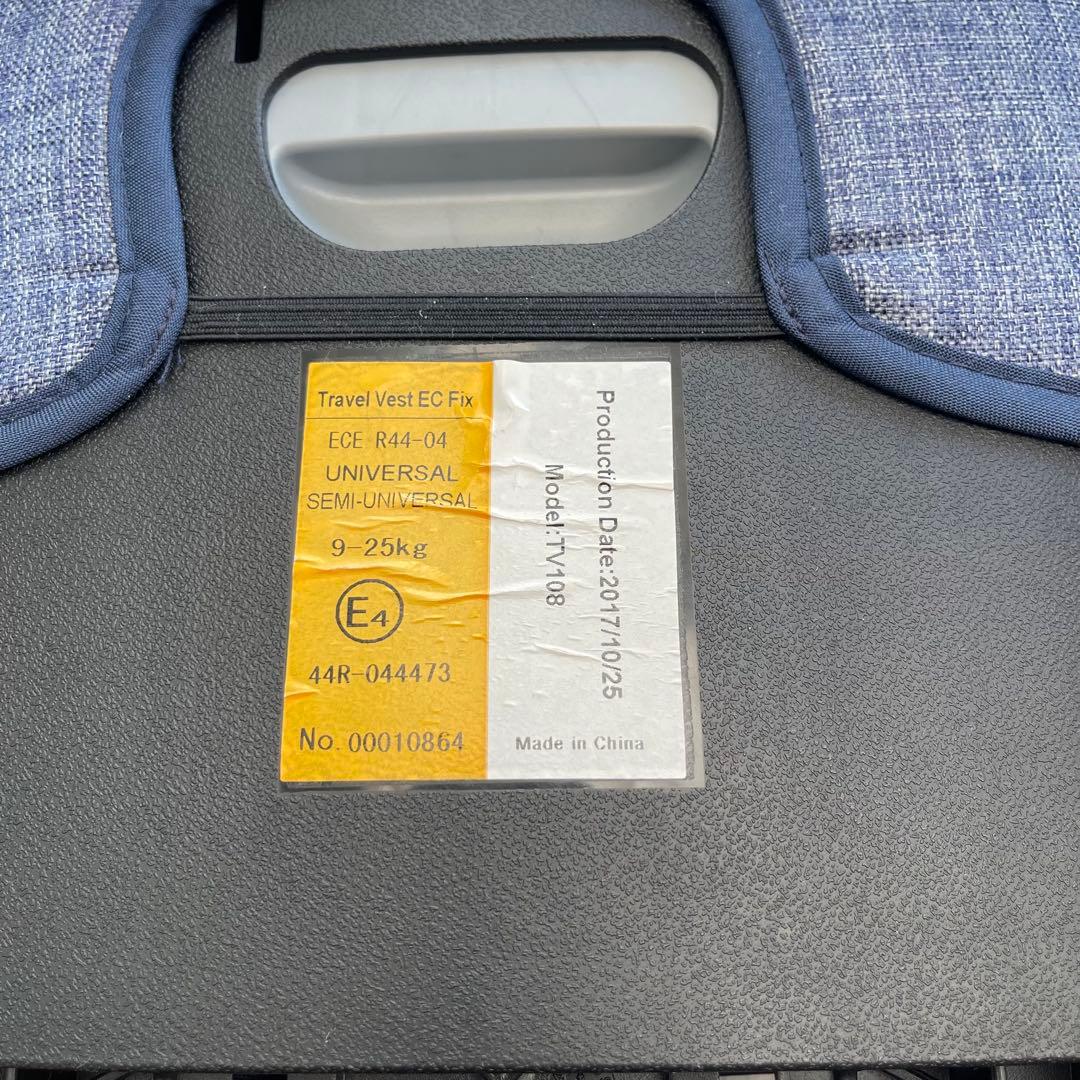 Travel Vest EC Fix
ECE R44-04
UNIVERSAL
SEMI-UNIVERSAL
9-25kg
E4
44R-044473
No. 00010864
Production Date:2017/10/25
Model:TV108
Made in China